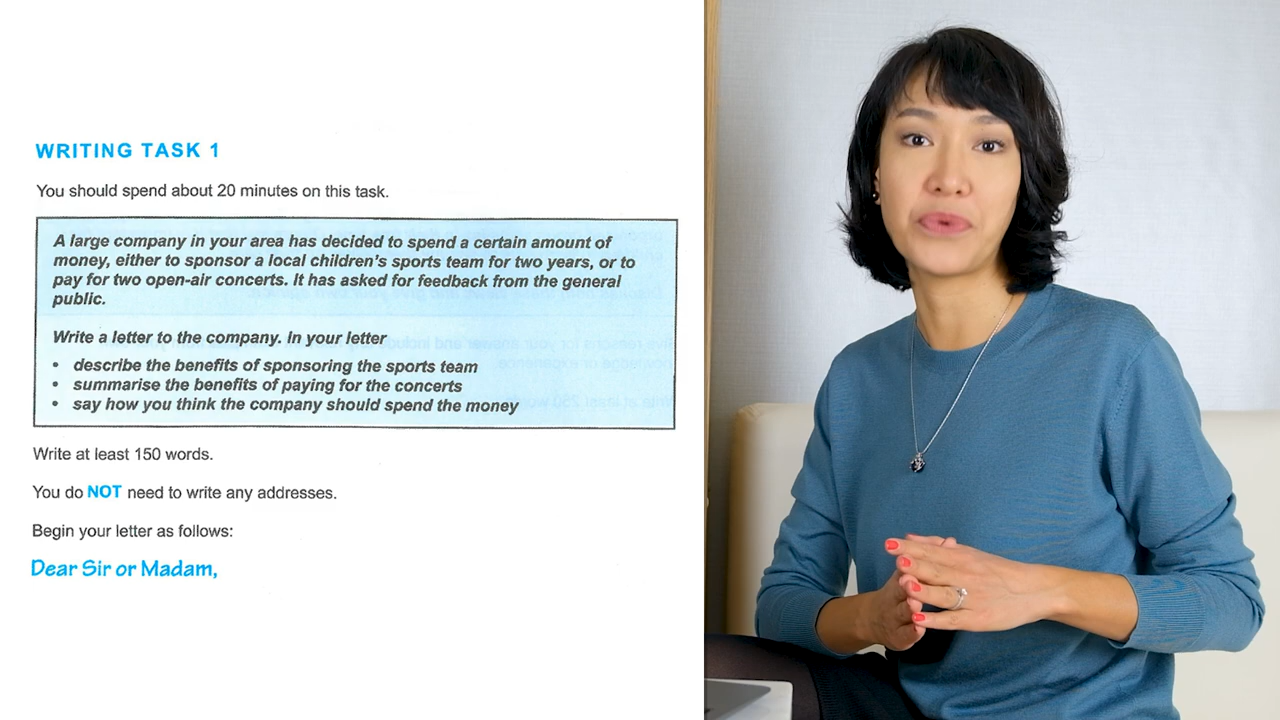 WRITING TASK 1
You should spend about 20 minutes on this task.
A large company in your area has decided to spend a certain amount of
money, either to sponsor a local children's sports team for two years, or to
pay for two open-air concerts. It has asked for feedback from the general
public.
Write a letter to the company. In your letter
• describe the benefits of sponsoring the sports team
• summarise the benefits of paying for the concerts
• say how you think the company should spend the money
Write at least 150 words.
You do NOT need to write any addresses.
Begin your letter as follows:
Dear Sir or Madam,